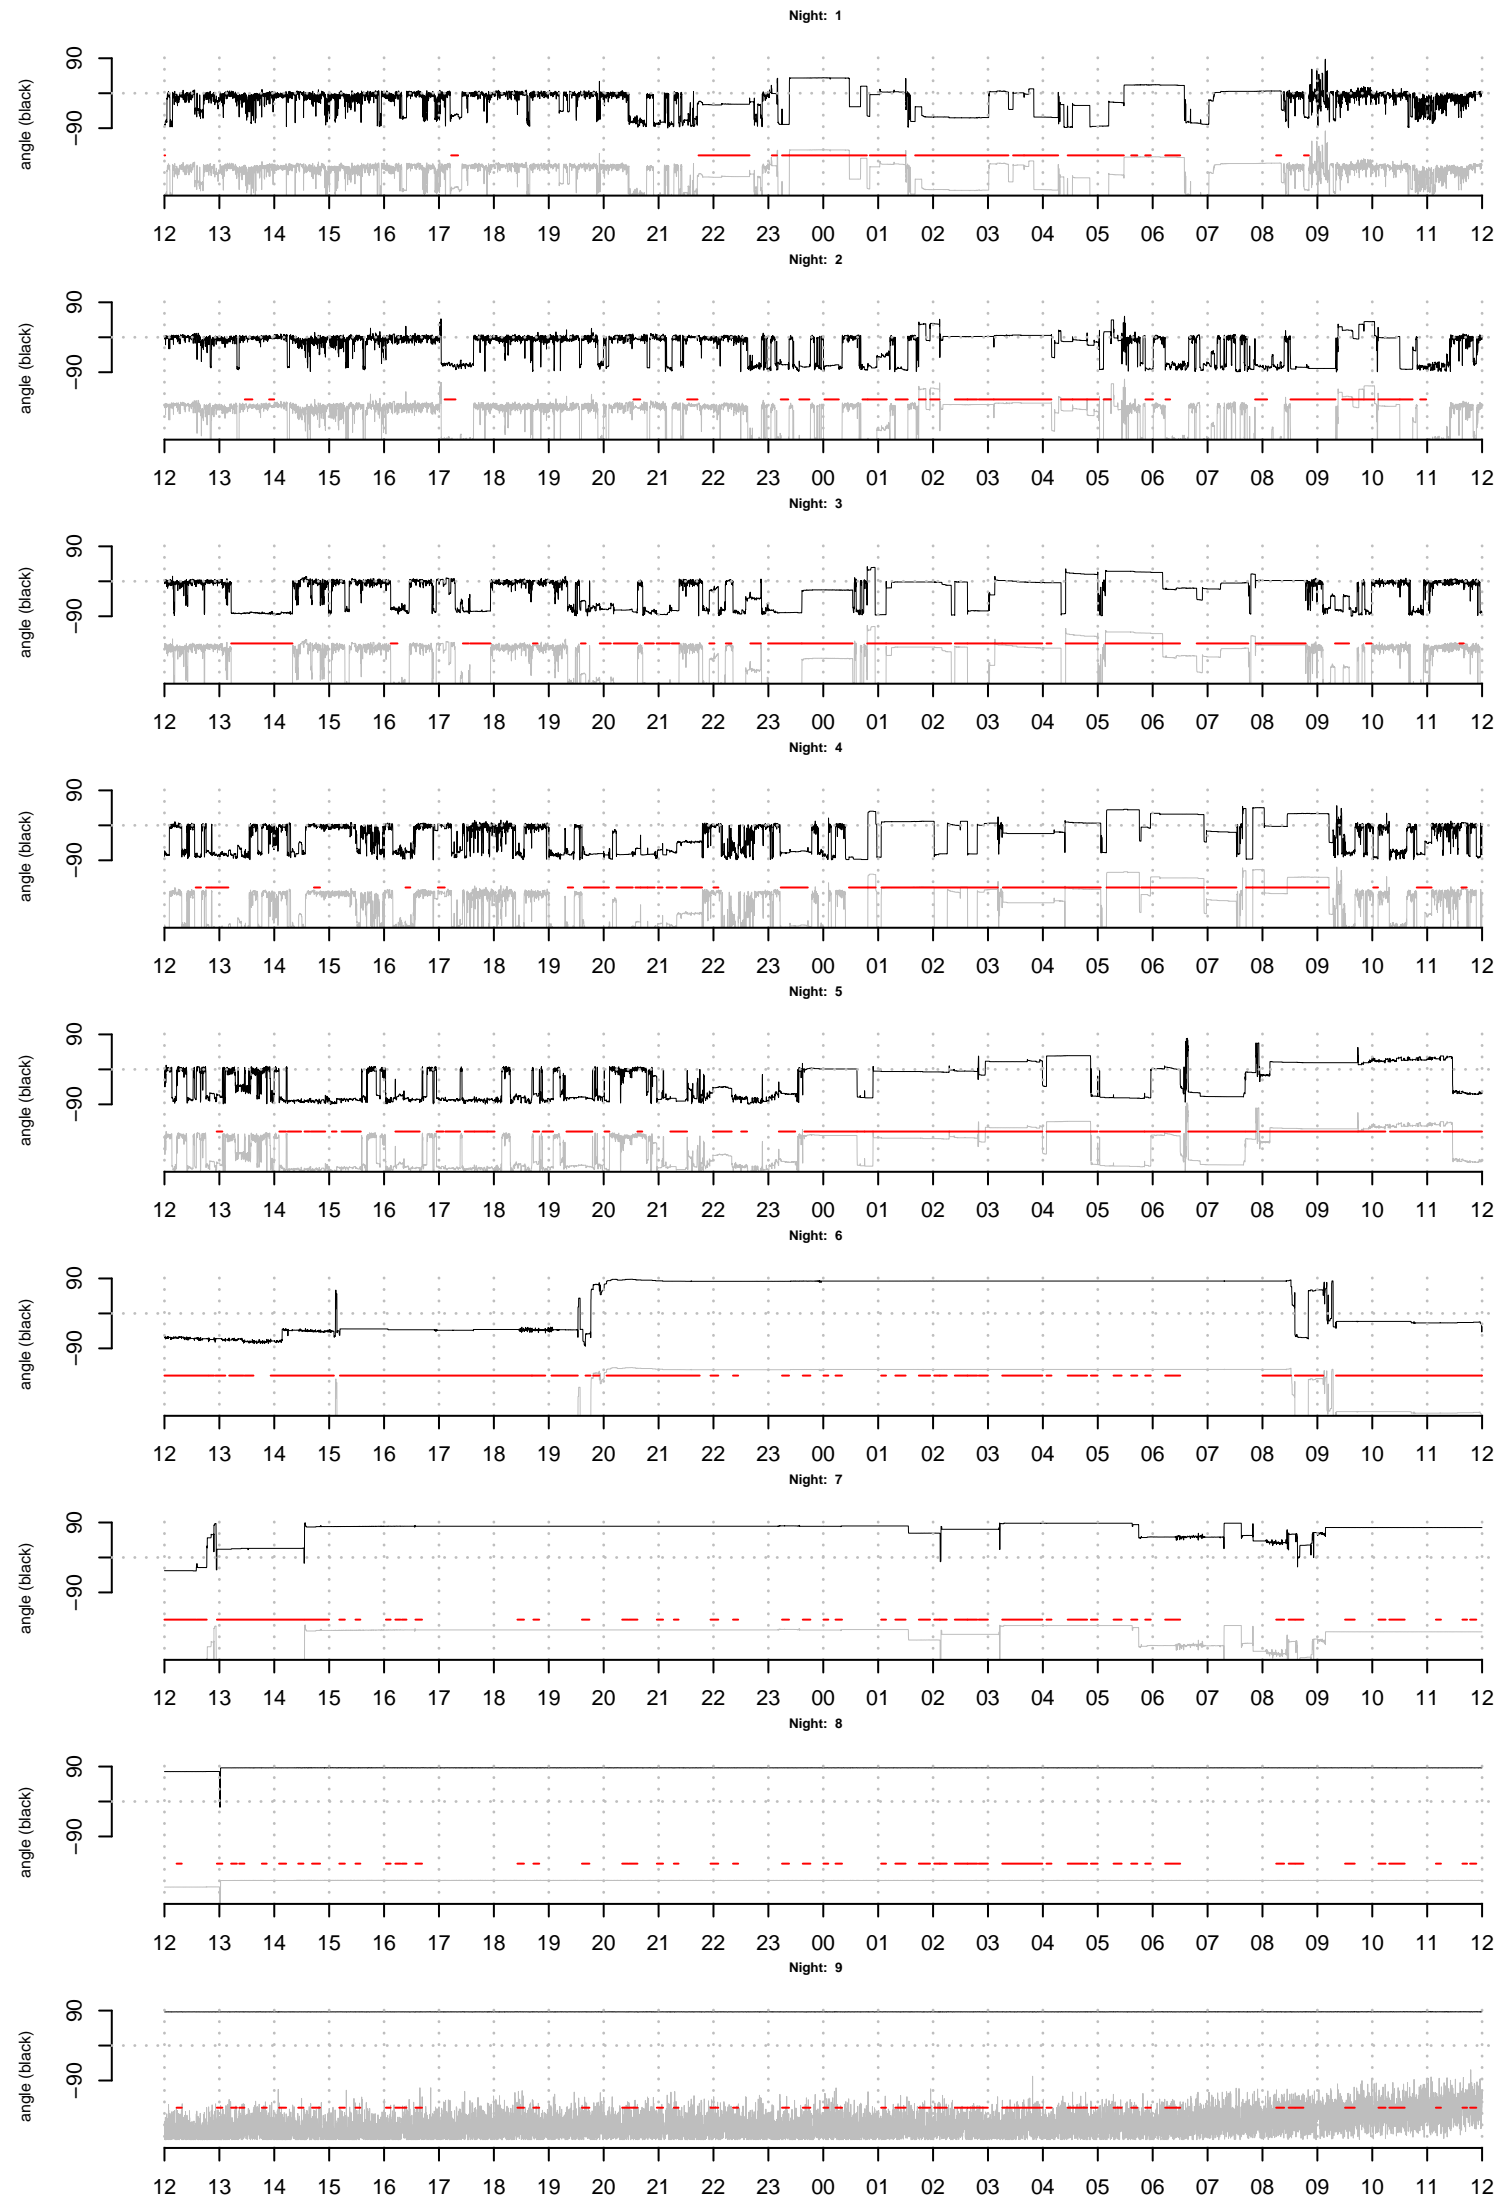 Night: 1
90
-90
angle (black)
12 13 14 15 16 17 18 19 20 21 22 23 00 01 02 03 04 05 06 07 08 09 10 11 12
Night: 2
90
-90
angle (black)
12 13 14 15 16 17 18 19 20 21 22 23 00 01 02 03 04 05 06 07 08 09 10 11 12
Night: 3
90
-90
angle (black)
12 13 14 15 16 17 18 19 20 21 22 23 00 01 02 03 04 05 06 07 08 09 10 11 12
Night: 4
90
-90
angle (black)
12 13 14 15 16 17 18 19 20 21 22 23 00 01 02 03 04 05 06 07 08 09 10 11 12
Night: 5
90
-90
angle (black)
12 13 14 15 16 17 18 19 20 21 22 23 00 01 02 03 04 05 06 07 08 09 10 11 12
Night: 6
90
-90
angle (black)
12 13 14 15 16 17 18 19 20 21 22 23 00 01 02 03 04 05 06 07 08 09 10 11 12
Night: 7
90
-90
angle (black)
12 13 14 15 16 17 18 19 20 21 22 23 00 01 02 03 04 05 06 07 08 09 10 11 12
Night: 8
90
-90
angle (black)
12 13 14 15 16 17 18 19 20 21 22 23 00 01 02 03 04 05 06 07 08 09 10 11 12
Night: 9
90
-90
angle (black)
12 13 14 15 16 17 18 19 20 21 22 23 00 01 02 03 04 05 06 07 08 09 10 11 12